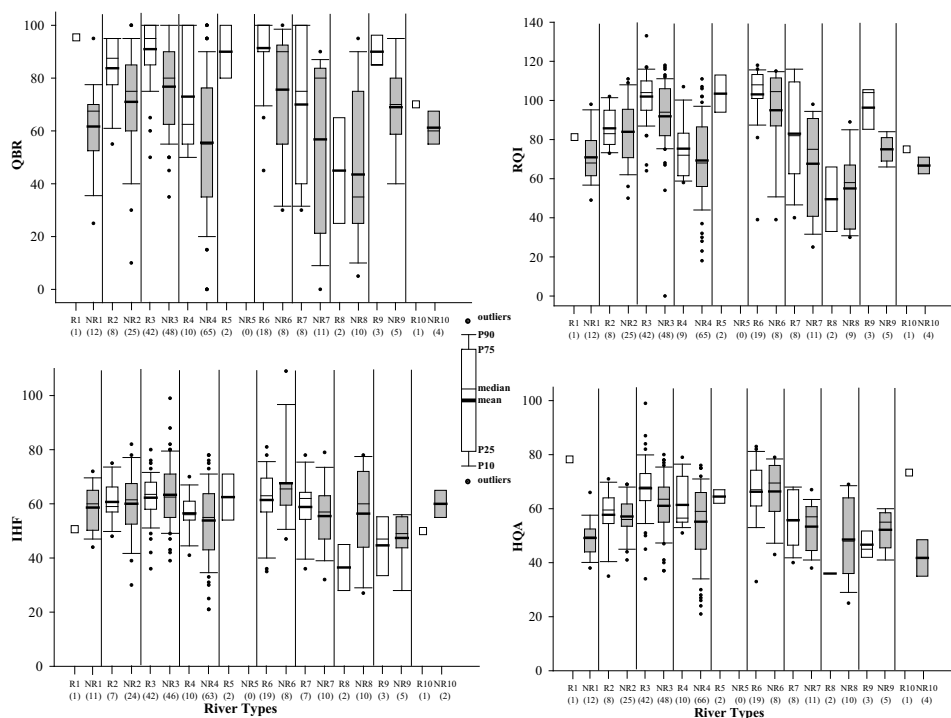 QBR
100
80
60
40
20
0
R1 NR1 R2 NR2 R3 NR3 R4 NR4 R5 NR5 R6 NR6 R7 NR7 R8 NR8 R9 NR9 R10 NR10
(1) (12) (8) (25) (42) (48) (10) (65) (2) (0) (18) (8) (8) (11) (2) (10) (3) (5) (1) (4)
RQI
140
120
100
80
60
40
20
0
R1 NR1 R2 NR2 R3 NR3 R4 NR4 R5 NR5 R6 NR6 R7 NR7 R8 NR8 R9 NR9 R10 NR10
(1) (12) (8) (25) (42) (48) (9) (65) (2) (0) (19) (8) (8) (11) (2) (9) (3) (5) (1) (4)
outliers
P90
P75
median
mean
P25
P10
outliers
IHF
100
80
60
40
20
0
R1 NR1 R2 NR2 R3 NR3 R4 NR4 R5 NR5 R6 NR6 R7 NR7 R8 NR8 R9 NR9 R10 NR10
(1) (11) (7) (24) (42) (46) (10) (63) (2) (0) (19) (8) (7) (10) (2) (10) (3) (5) (1) (2)
River Types
HQA
100
80
60
40
20
0
R1 NR1 R2 NR2 R3 NR3 R4 NR4 R5 NR5 R6 NR6 R7 NR7 R8 NR8 R9 NR9 R10 NR10
(1) (12) (8) (25) (42) (48) (10) (66) (2) (0) (19) (8) (8) (11) (2) (10) (3) (5) (1) (4)
River Types